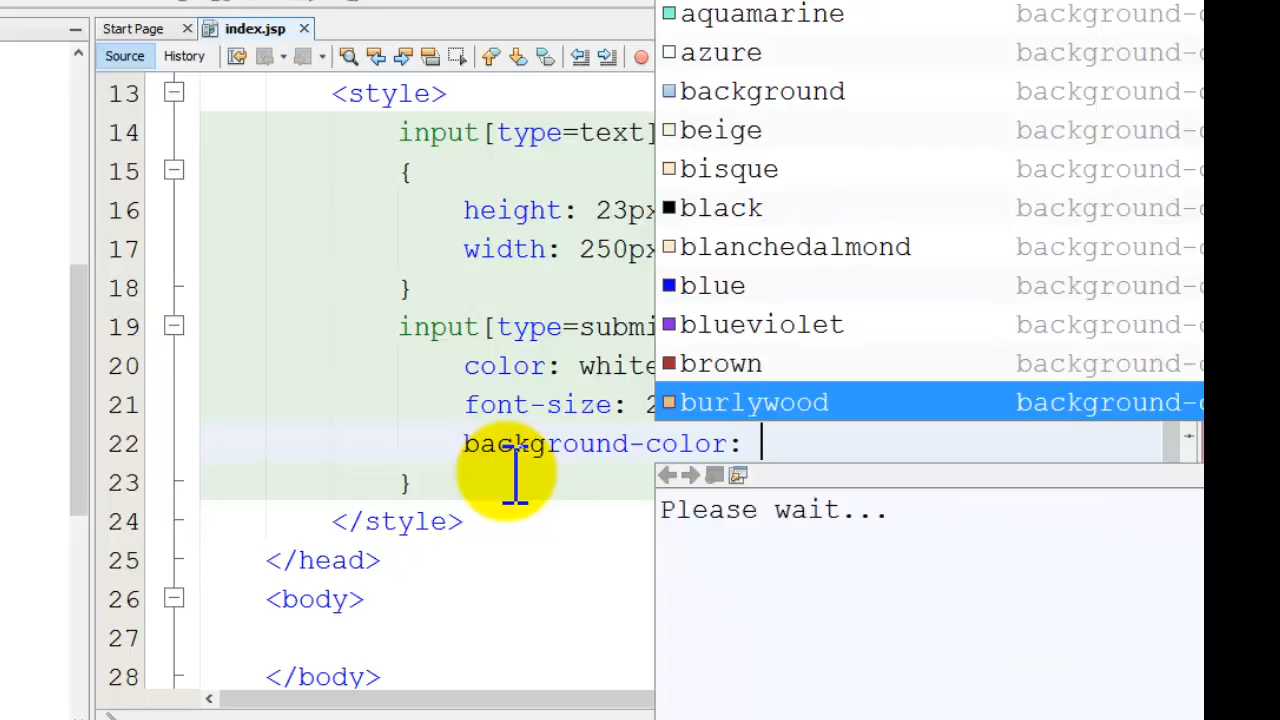 Start Page
index.jsp
Source
History
13 <style>
14 input[type=text]
15 {
16 height: 23px
17 width: 250px
18 }
19 input[type=submi
20 color: white
21 font-size: 2
22 background-color:
23 }
24 </style>
25 </head>
26 <body>
27
28 </body>
aquamarine background-c
azure background-c
background background-c
beige background-c
bisque background-c
black background-c
blanchedalmond background-c
blue background-c
blueviolet background-c
brown background-c
burlywood background-c
Please wait...